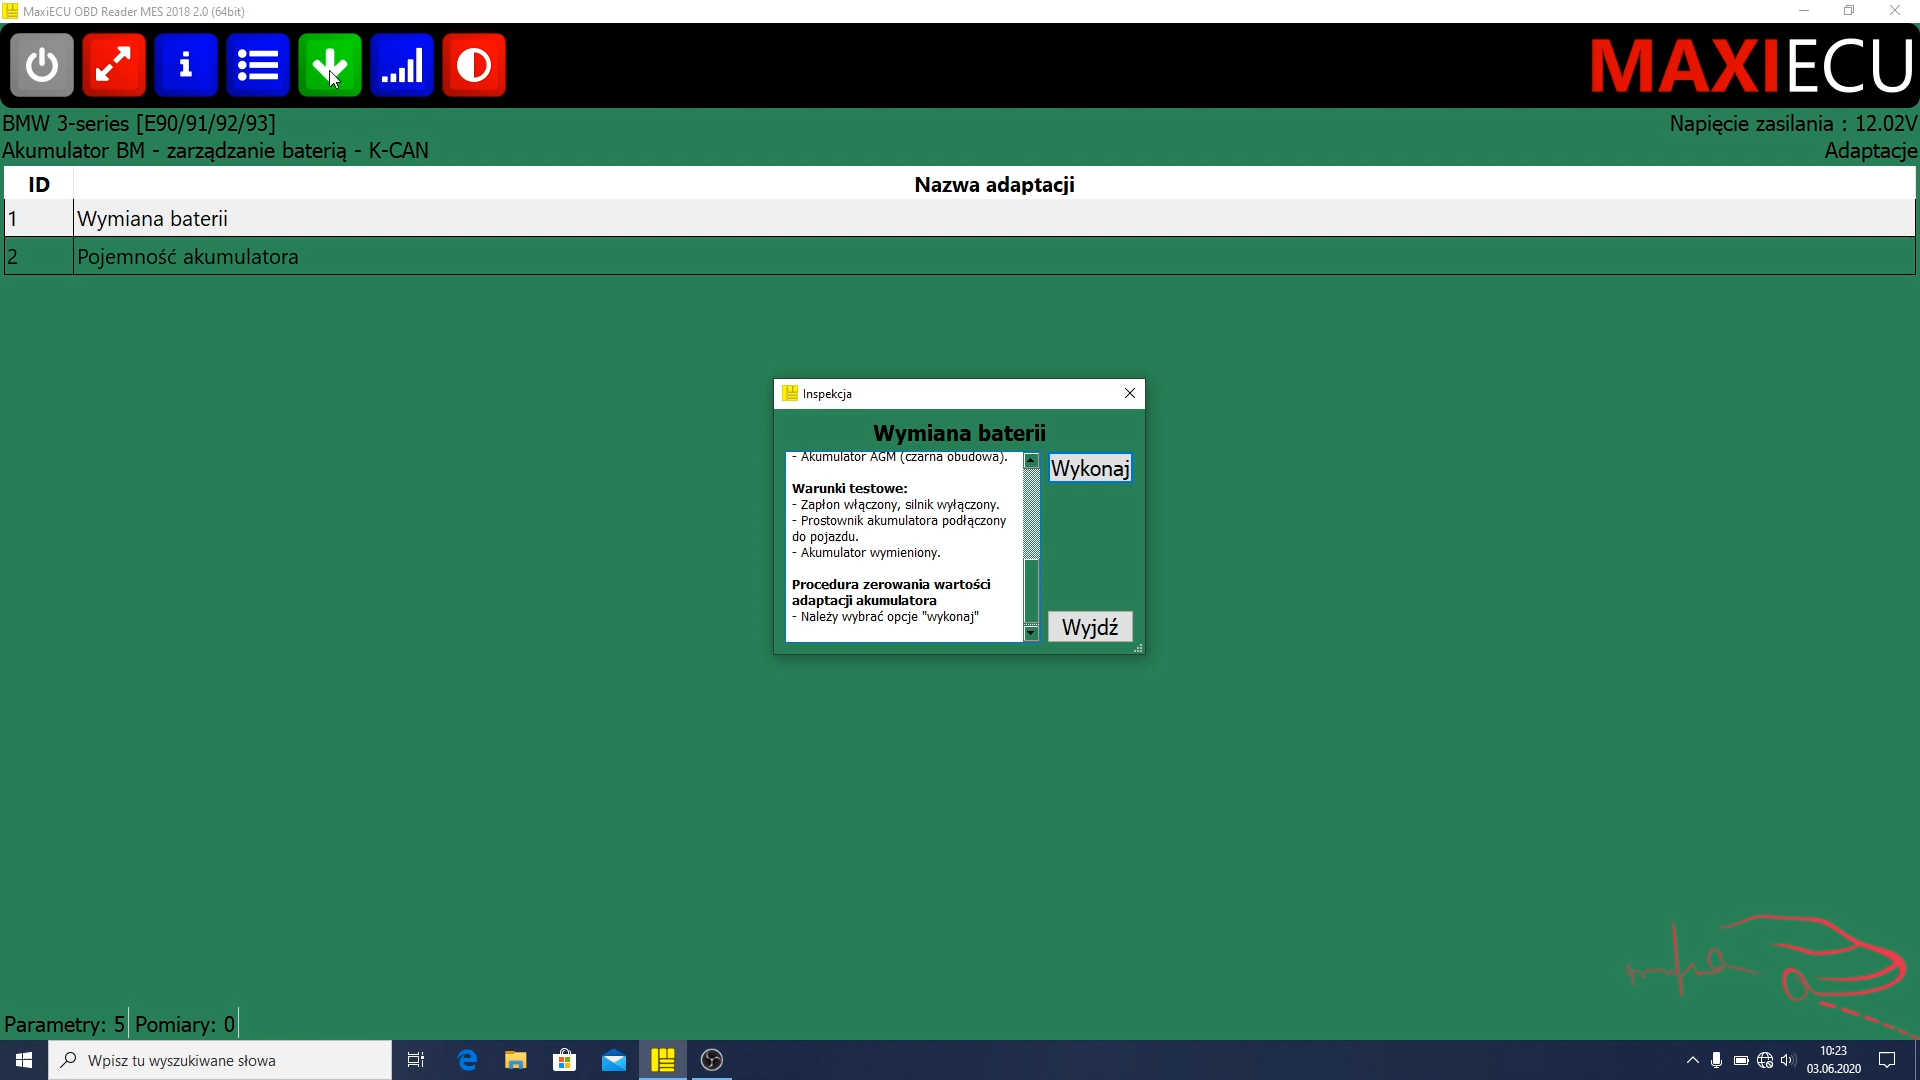 MaxiECU OBD Reader MES 2018 2.0 (64bit)
MAXIECU
BMW 3-series [E90/91/92/93]
Napięcie zasilania : 12.02V
Akumulator BM - zarządzanie baterią - K-CAN
Adaptacje
ID
Nazwa adaptacji
1
Wymiana baterii
2
Pojemność akumulatora
Inspekcja
Wymiana baterii
- Akumulator AGM (czarna obudowa).
Warunki testowe:
- Zapłon włączony, silnik wyłączony.
- Prostownik akumulatora podłączony
do pojazdu.
- Akumulator wymieniony.
Procedura zerowania wartości
adaptacji akumulatora
- Należy wybrać opcje "wykonaj"
Wykonaj
Wyjdź
Parametry: 5
Pomiary: 0
Wpisz tu wyszukiwane słowa
10:23
03.06.2020